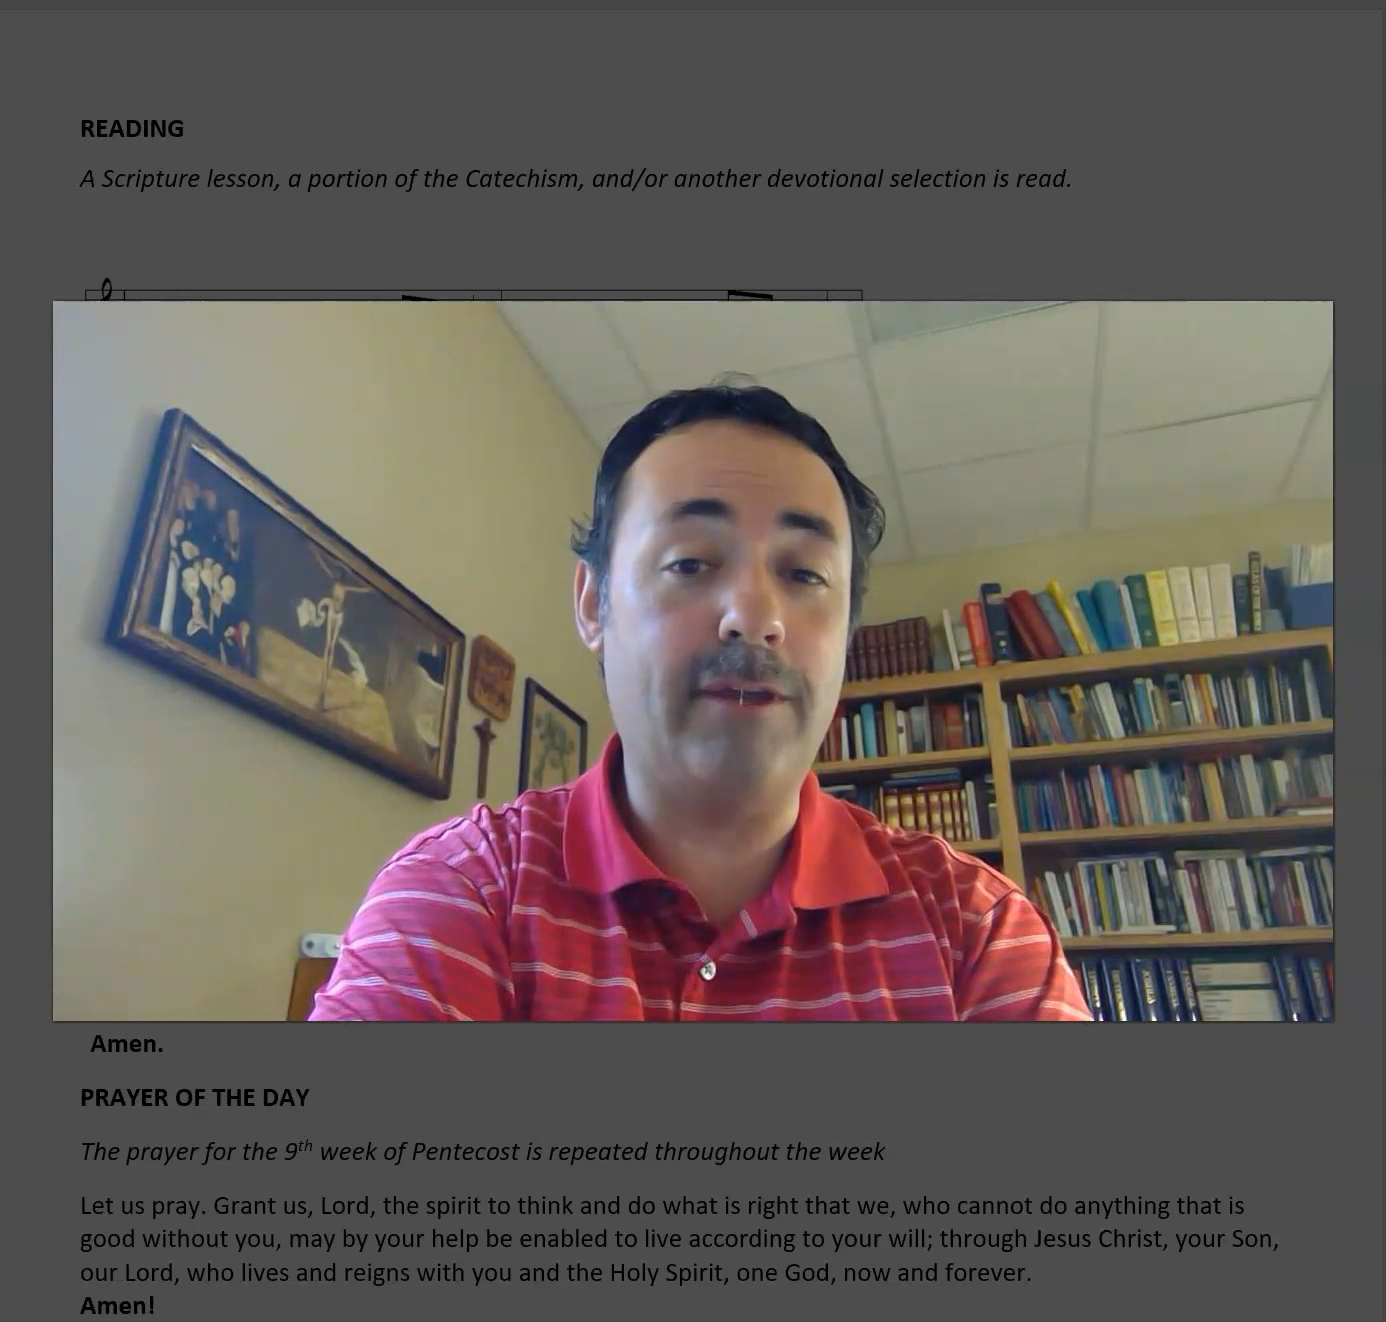 READING
A Scripture lesson, a portion of the Catechism, and/or another devotional selection is read.
Amen.
PRAYER OF THE DAY
The prayer for the 9th week of Pentecost is repeated throughout the week
Let us pray. Grant us, Lord, the spirit to think and do what is right that we, who cannot do anything that is
good without you, may by your help be enabled to live according to your will; through Jesus Christ, your Son,
our Lord, who lives and reigns with you and the Holy Spirit, one God, now and forever.
Amen!